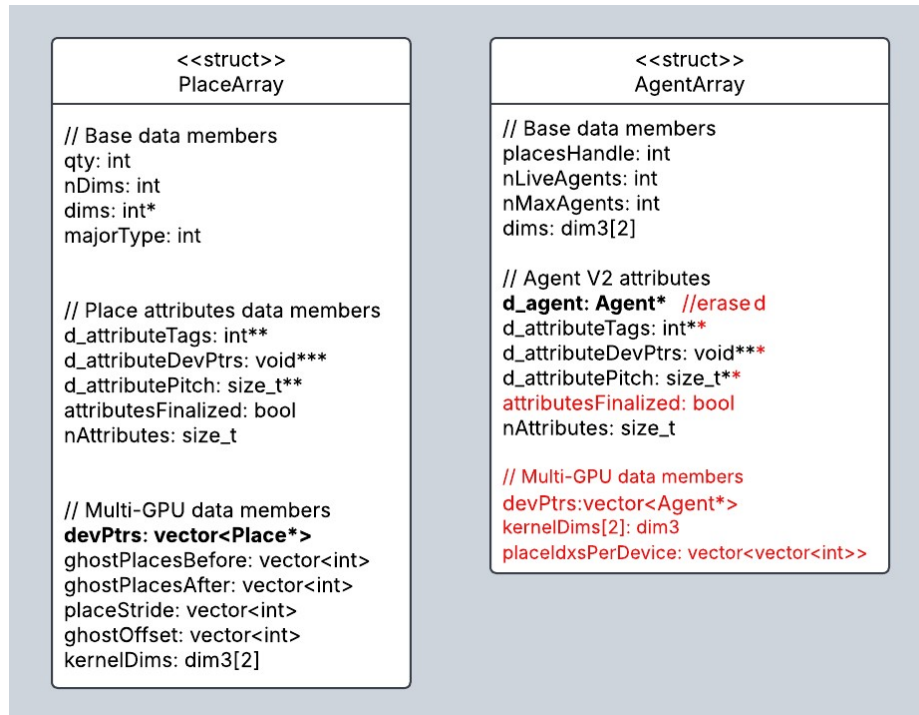 <<struct>>
PlaceArray
// Base data members
qty: int
nDims: int
dims: int*
majorType: int
// Place attributes data members
d_attributeTags: int**
d_attributeDevPtrs: void***
d_attributePitch: size_t**
attributesFinalized: bool
nAttributes: size_t
// Multi-GPU data members
devPtrs: vector<Place*>
ghostPlacesBefore: vector<int>
ghostPlacesAfter: vector<int>
placeStride: vector<int>
ghostOffset: vector<int>
kernelDims: dim3[2]
<<struct>>
AgentArray
// Base data members
placesHandle: int
nLiveAgents: int
nMaxAgents: int
dims: dim3[2]
// Agent V2 attributes
d_agent: Agent* //erased
d_attributeTags: int**
d_attributeDevPtrs: void***
d_attributePitch: size_t**
attributesFinalized: bool
nAttributes: size_t
// Multi-GPU data members
devPtrs:vector<Agent*>
kernelDims[2]: dim3
placeIdxsPerDevice: vector<vector<int>>